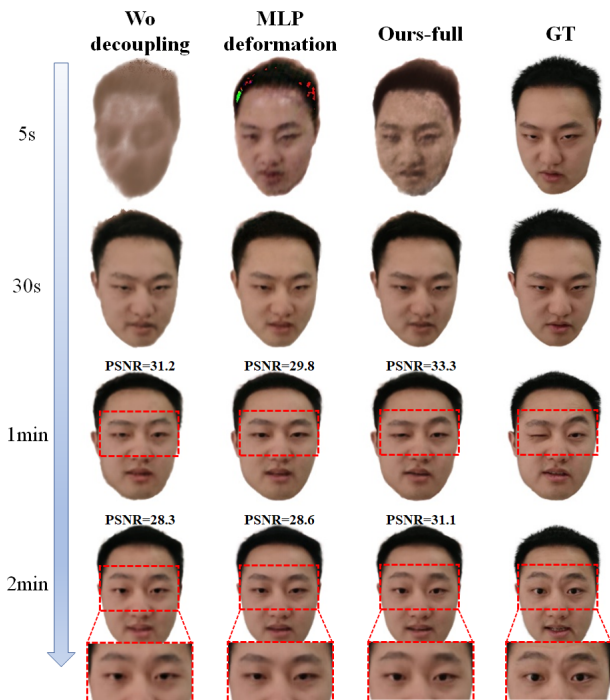 Wo decoupling
MLP deformation
Ours-full
GT
5s
30s
PSNR=31.2
PSNR=29.8
PSNR=33.3
1min
PSNR=28.3
PSNR=28.6
PSNR=31.1
2min